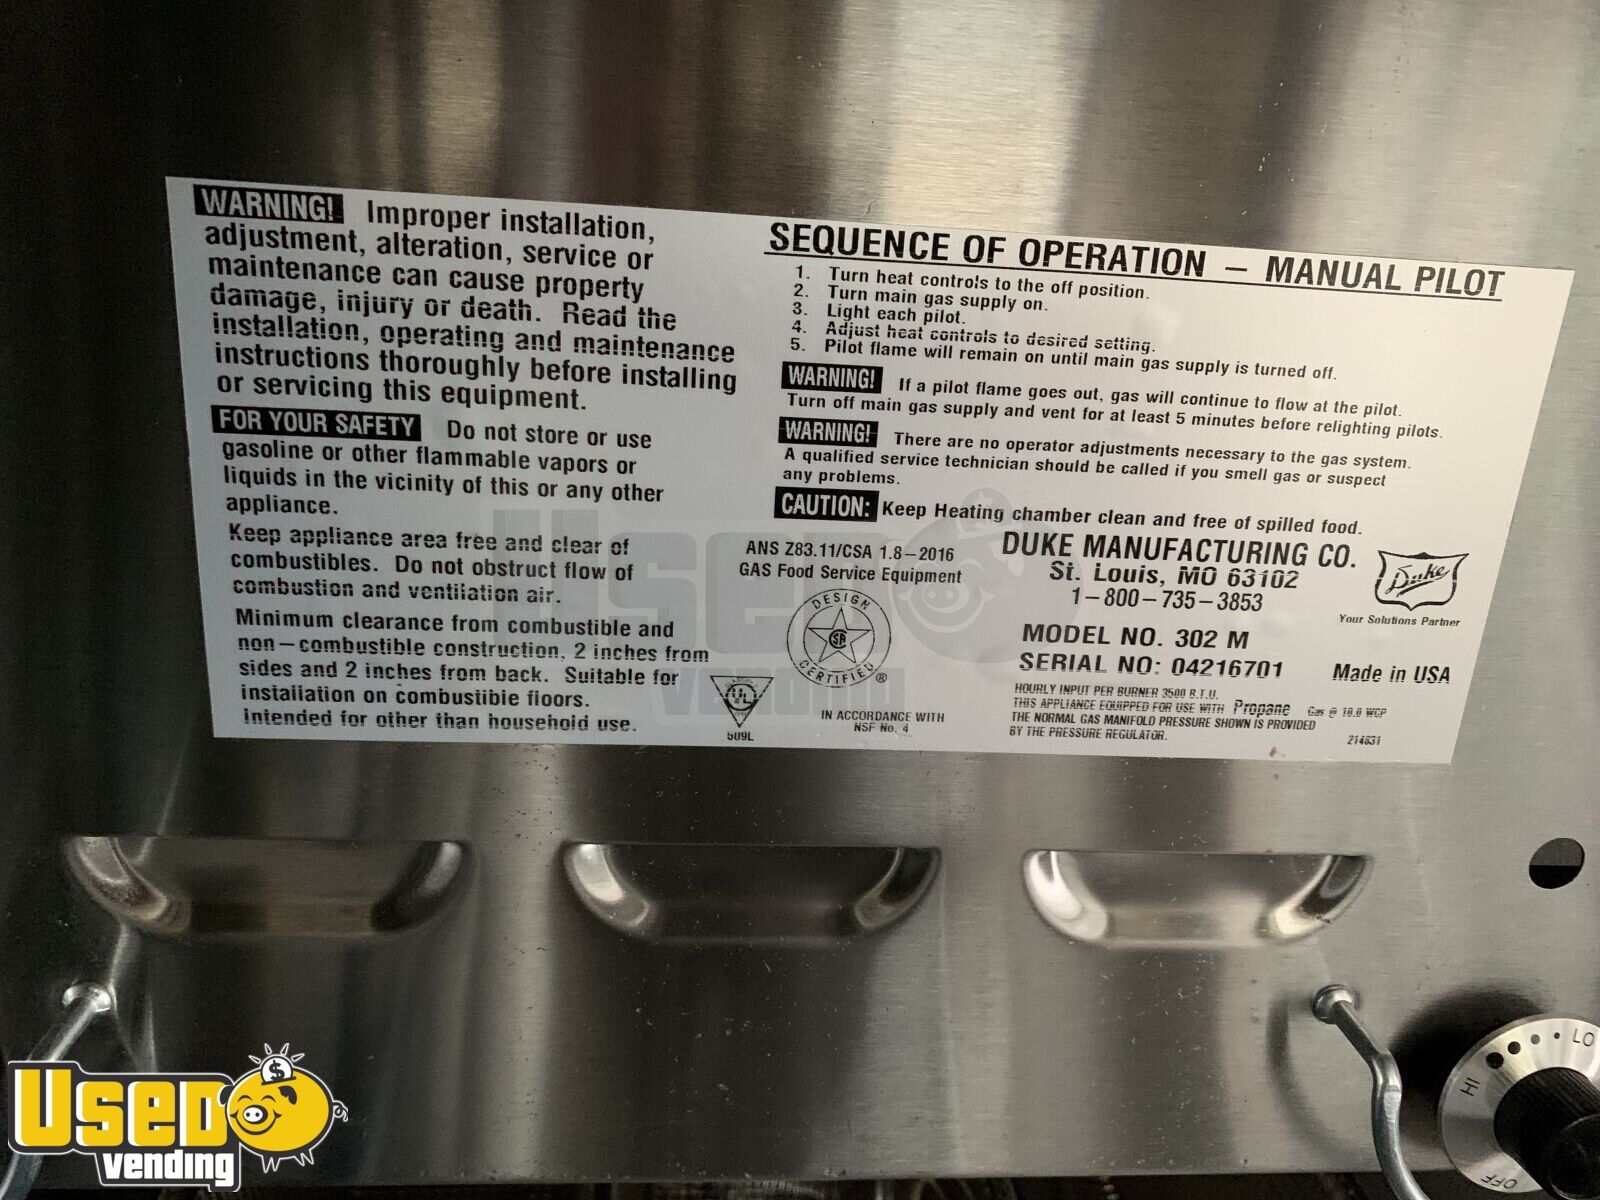 WARNING! Improper installation,
adjustment, alteration, service or
maintenance can cause property
damage, injury or death. Read the
installation, operating and maintenance
instructions thoroughly before installing
or servicing this equipment.
FOR YOUR SAFETY Do not store or use
gasoline or other flammable vapors or
liquids in the vicinity of this or any other
appliance.
Keep appliance area free and clear of
combustibles. Do not obstruct flow of
combustion and ventilation air.
Minimum clearance from combustible and
non-combustible construction, 2 inches from
sides and 2 inches from back. Suitable for
installation on combustible floors.
Intended for other than household use.
SEQUENCE OF OPERATION - MANUAL PILOT
1. Turn heat controls to the off position.
2. Turn main gas supply on.
3. Light each pilot.
4. Adjust heat controls to desired setting.
5. Pilot flame will remain on until main gas supply is turned off.
WARNING! If a pilot flame goes out, gas will continue to flow at the pilot.
Turn off main gas supply and vent for at least 5 minutes before relighting pilots.
WARNING! There are no operator adjustments necessary to the gas system.
A qualified service technician should be called if you smell gas or suspect
any problems.
CAUTION: Keep Heating chamber clean and free of spilled food.
ANS Z83.11/CSA 1.8-2016
GAS Food Service Equipment
DESIGN
CERTIFIED
®
UL
509L
IN ACCORDANCE WITH
NSF No. 4
DUKE MANUFACTURING CO.
St. Louis, MO 63102
1-800-735-3853
Duke
Your Solutions Partner
MODEL NO. 302 M
SERIAL NO: 04216701
Made in USA
HOURLY INPUT PER BURNER 3500 B.T.U.
THIS APPLIANCE EQUIPPED FOR USE WITH Propane Gas @ 10.0 WCP
THE NORMAL GAS MANIFOLD PRESSURE SHOWN IS PROVIDED
BY THE PRESSURE REGULATOR.
214831
USED
vending
LO
HI
OFF
USED
vending